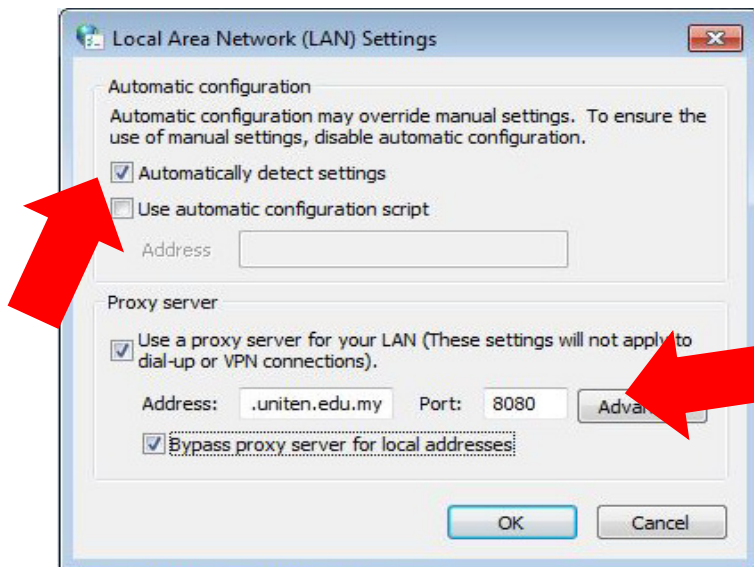 Local Area Network (LAN) Settings
Automatic configuration
Automatic configuration may override manual settings. To ensure the
use of manual settings, disable automatic configuration.
Automatically detect settings
Use automatic configuration script
Address
Proxy server
Use a proxy server for your LAN (These settings will not apply to
dial-up or VPN connections).
Address: .uniten.edu.my Port: 8080
Bypass proxy server for local addresses
OK Cancel